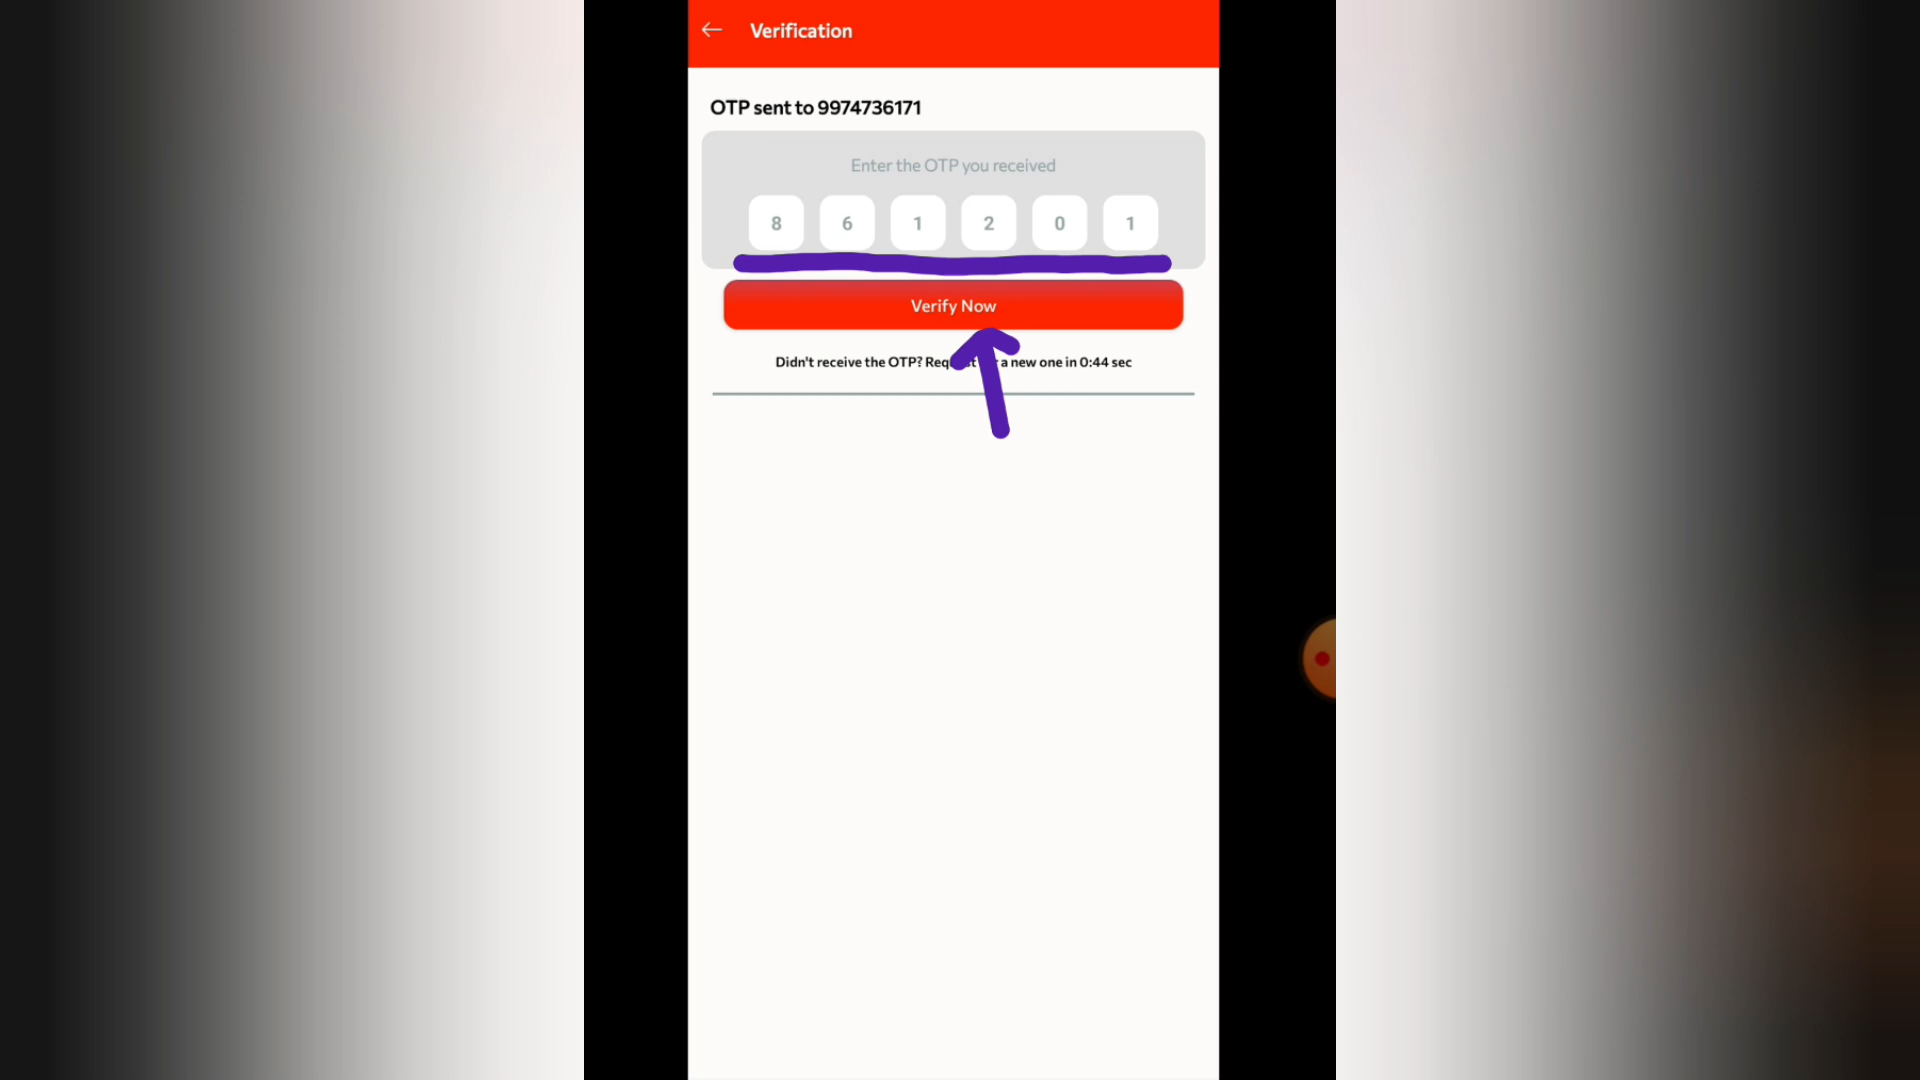 Verification
OTP sent to 9974736171
Enter the OTP you received
8 6 1 2 0 1
Verify Now
Didn't receive the OTP? a new one in 0:44 sec